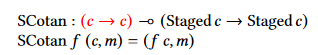 SCotan : (c → c) ⊸ (Staged c → Staged c)
SCotan f (c, m) = (f c, m)